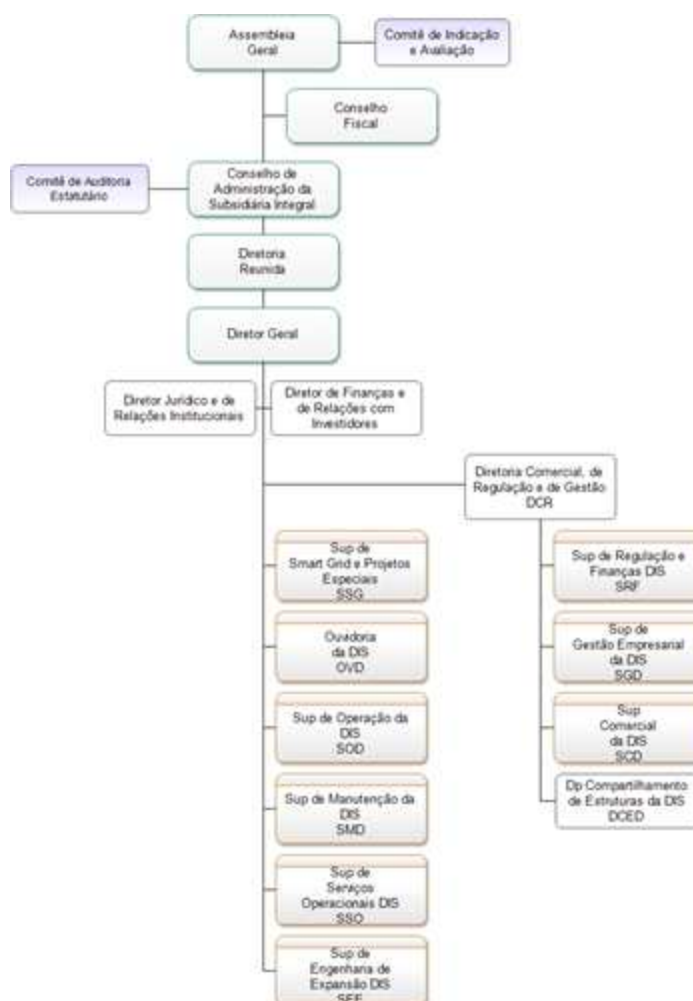 Assembleia
Geral
Comitê de Indicação
e Avaliação
Conselho
Fiscal
Comitê de Auditoria
Estatutário
Conselho de
Administração da
Subsidiária Integral
Diretoria
Reunida
Diretor Geral
Diretor Jurídico e de
Relações Institucionais
Diretor de Finanças e
de Relações com
Investidores
Diretoria Comercial, de
Regulação e de Gestão
DCR
Sup de
Smart Grid e Projetos
Especiais
SSG
Ouvidoria
da DIS
OVD
Sup de Operação da
DIS
SOD
Sup de Manutenção da
DIS
SMD
Sup de
Serviços
Operacionais DIS
SSO
Sup de
Engenharia de
Expansão DIS
Sup de Regulação e
Finanças DIS
SRF
Sup de
Gestão Empresarial
da DIS
SGD
Sup
Comercial
da DIS
SCD
Dp Compartilhamento
de Estruturas da DIS
DCED